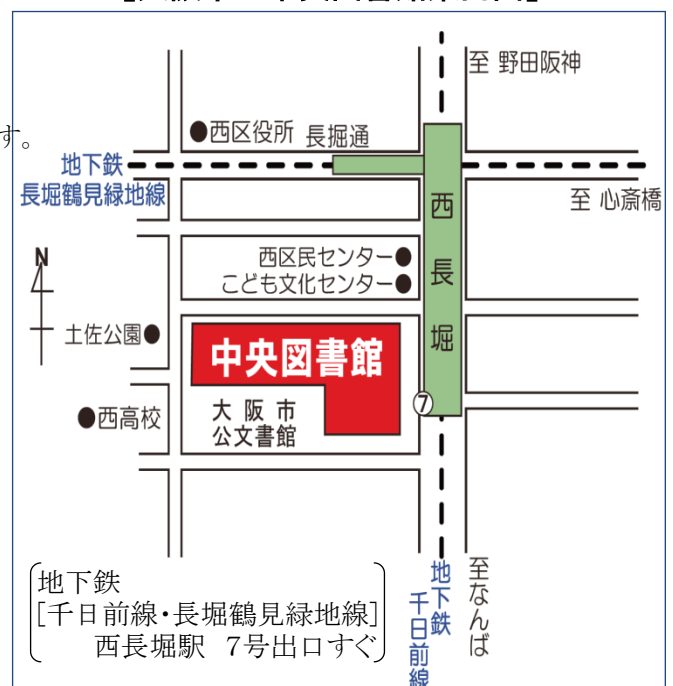 す。
至 野田阪神
●西区役所 長堀通
地下鉄
長堀鶴見緑地線
至 心斎橋
西長堀
N
西区民センター●
こども文化センター●
土佐公園●
中央図書館
⑦
●西高校
大阪市
公文書館
地下鉄
[千日前線・長堀鶴見緑地線]
西長堀駅 7号出口すぐ
地下鉄
千日前線
至なんば